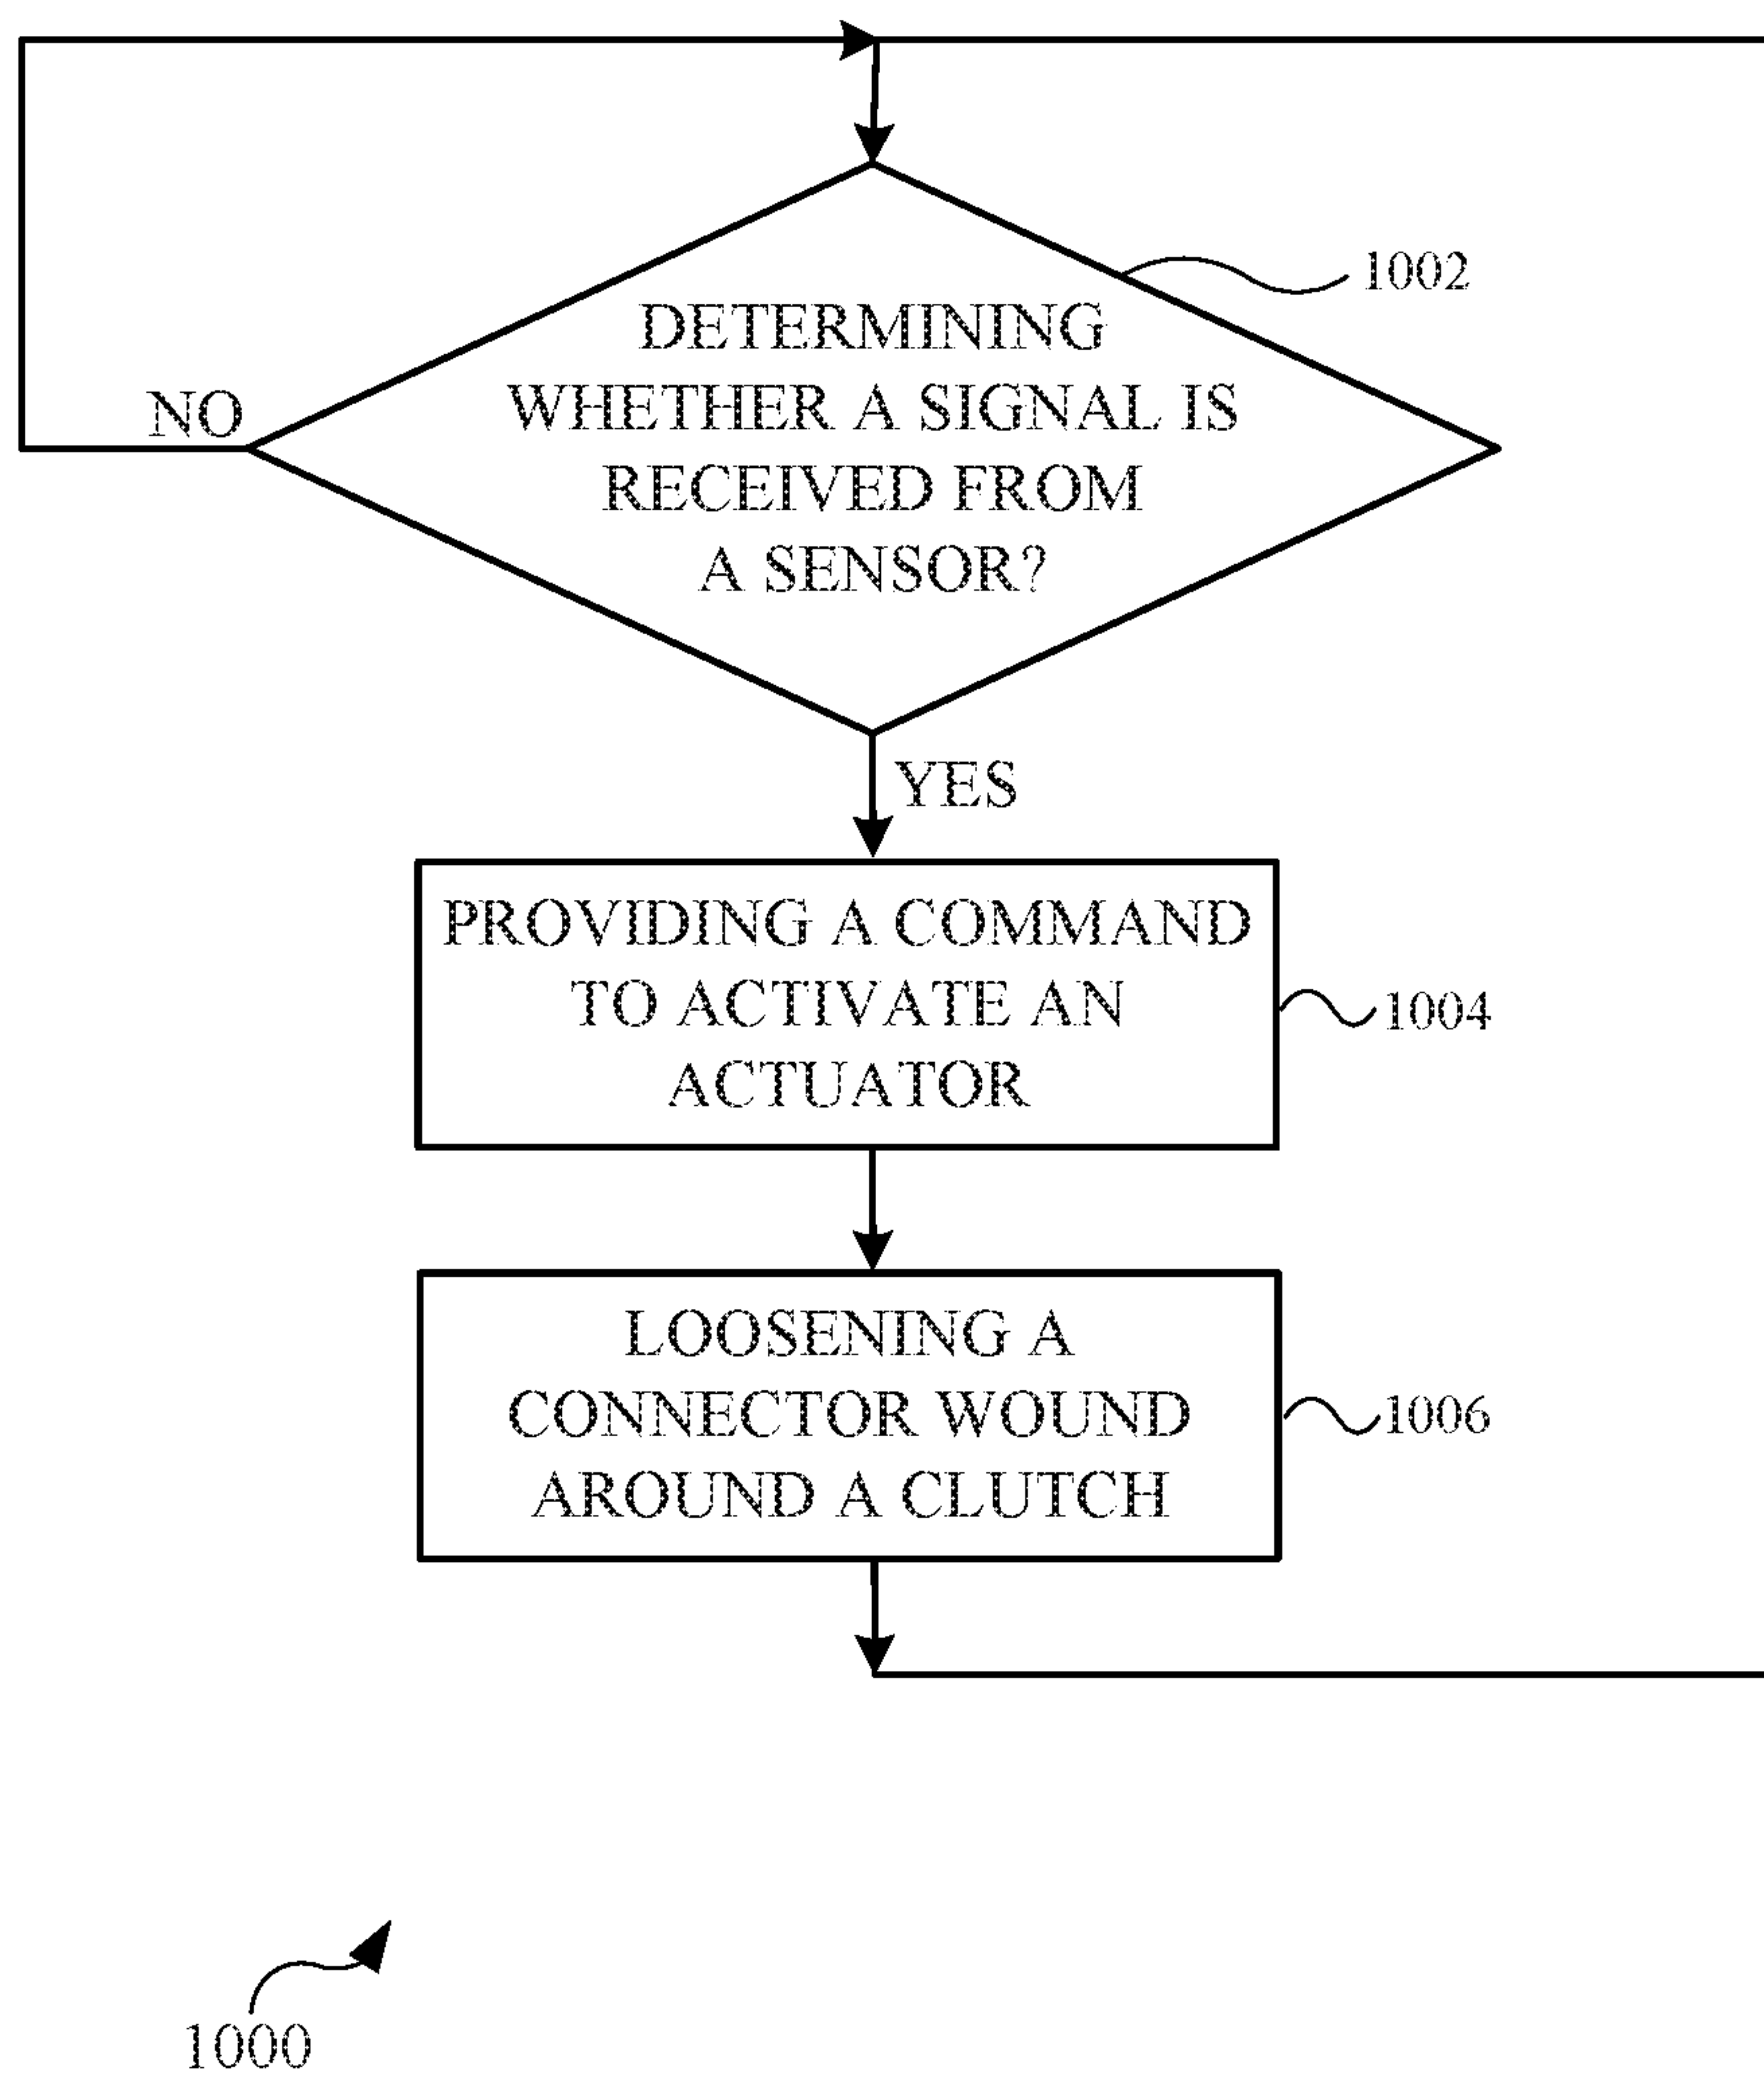 1002
DETERMINING
WHETHER A SIGNAL IS
RECEIVED FROM
A SENSOR?
NO
YES
PROVIDING A COMMAND
TO ACTIVATE AN
ACTUATOR
1004
LOOSENING A
CONNECTOR WOUND
AROUND A CLUTCH
1006
1000